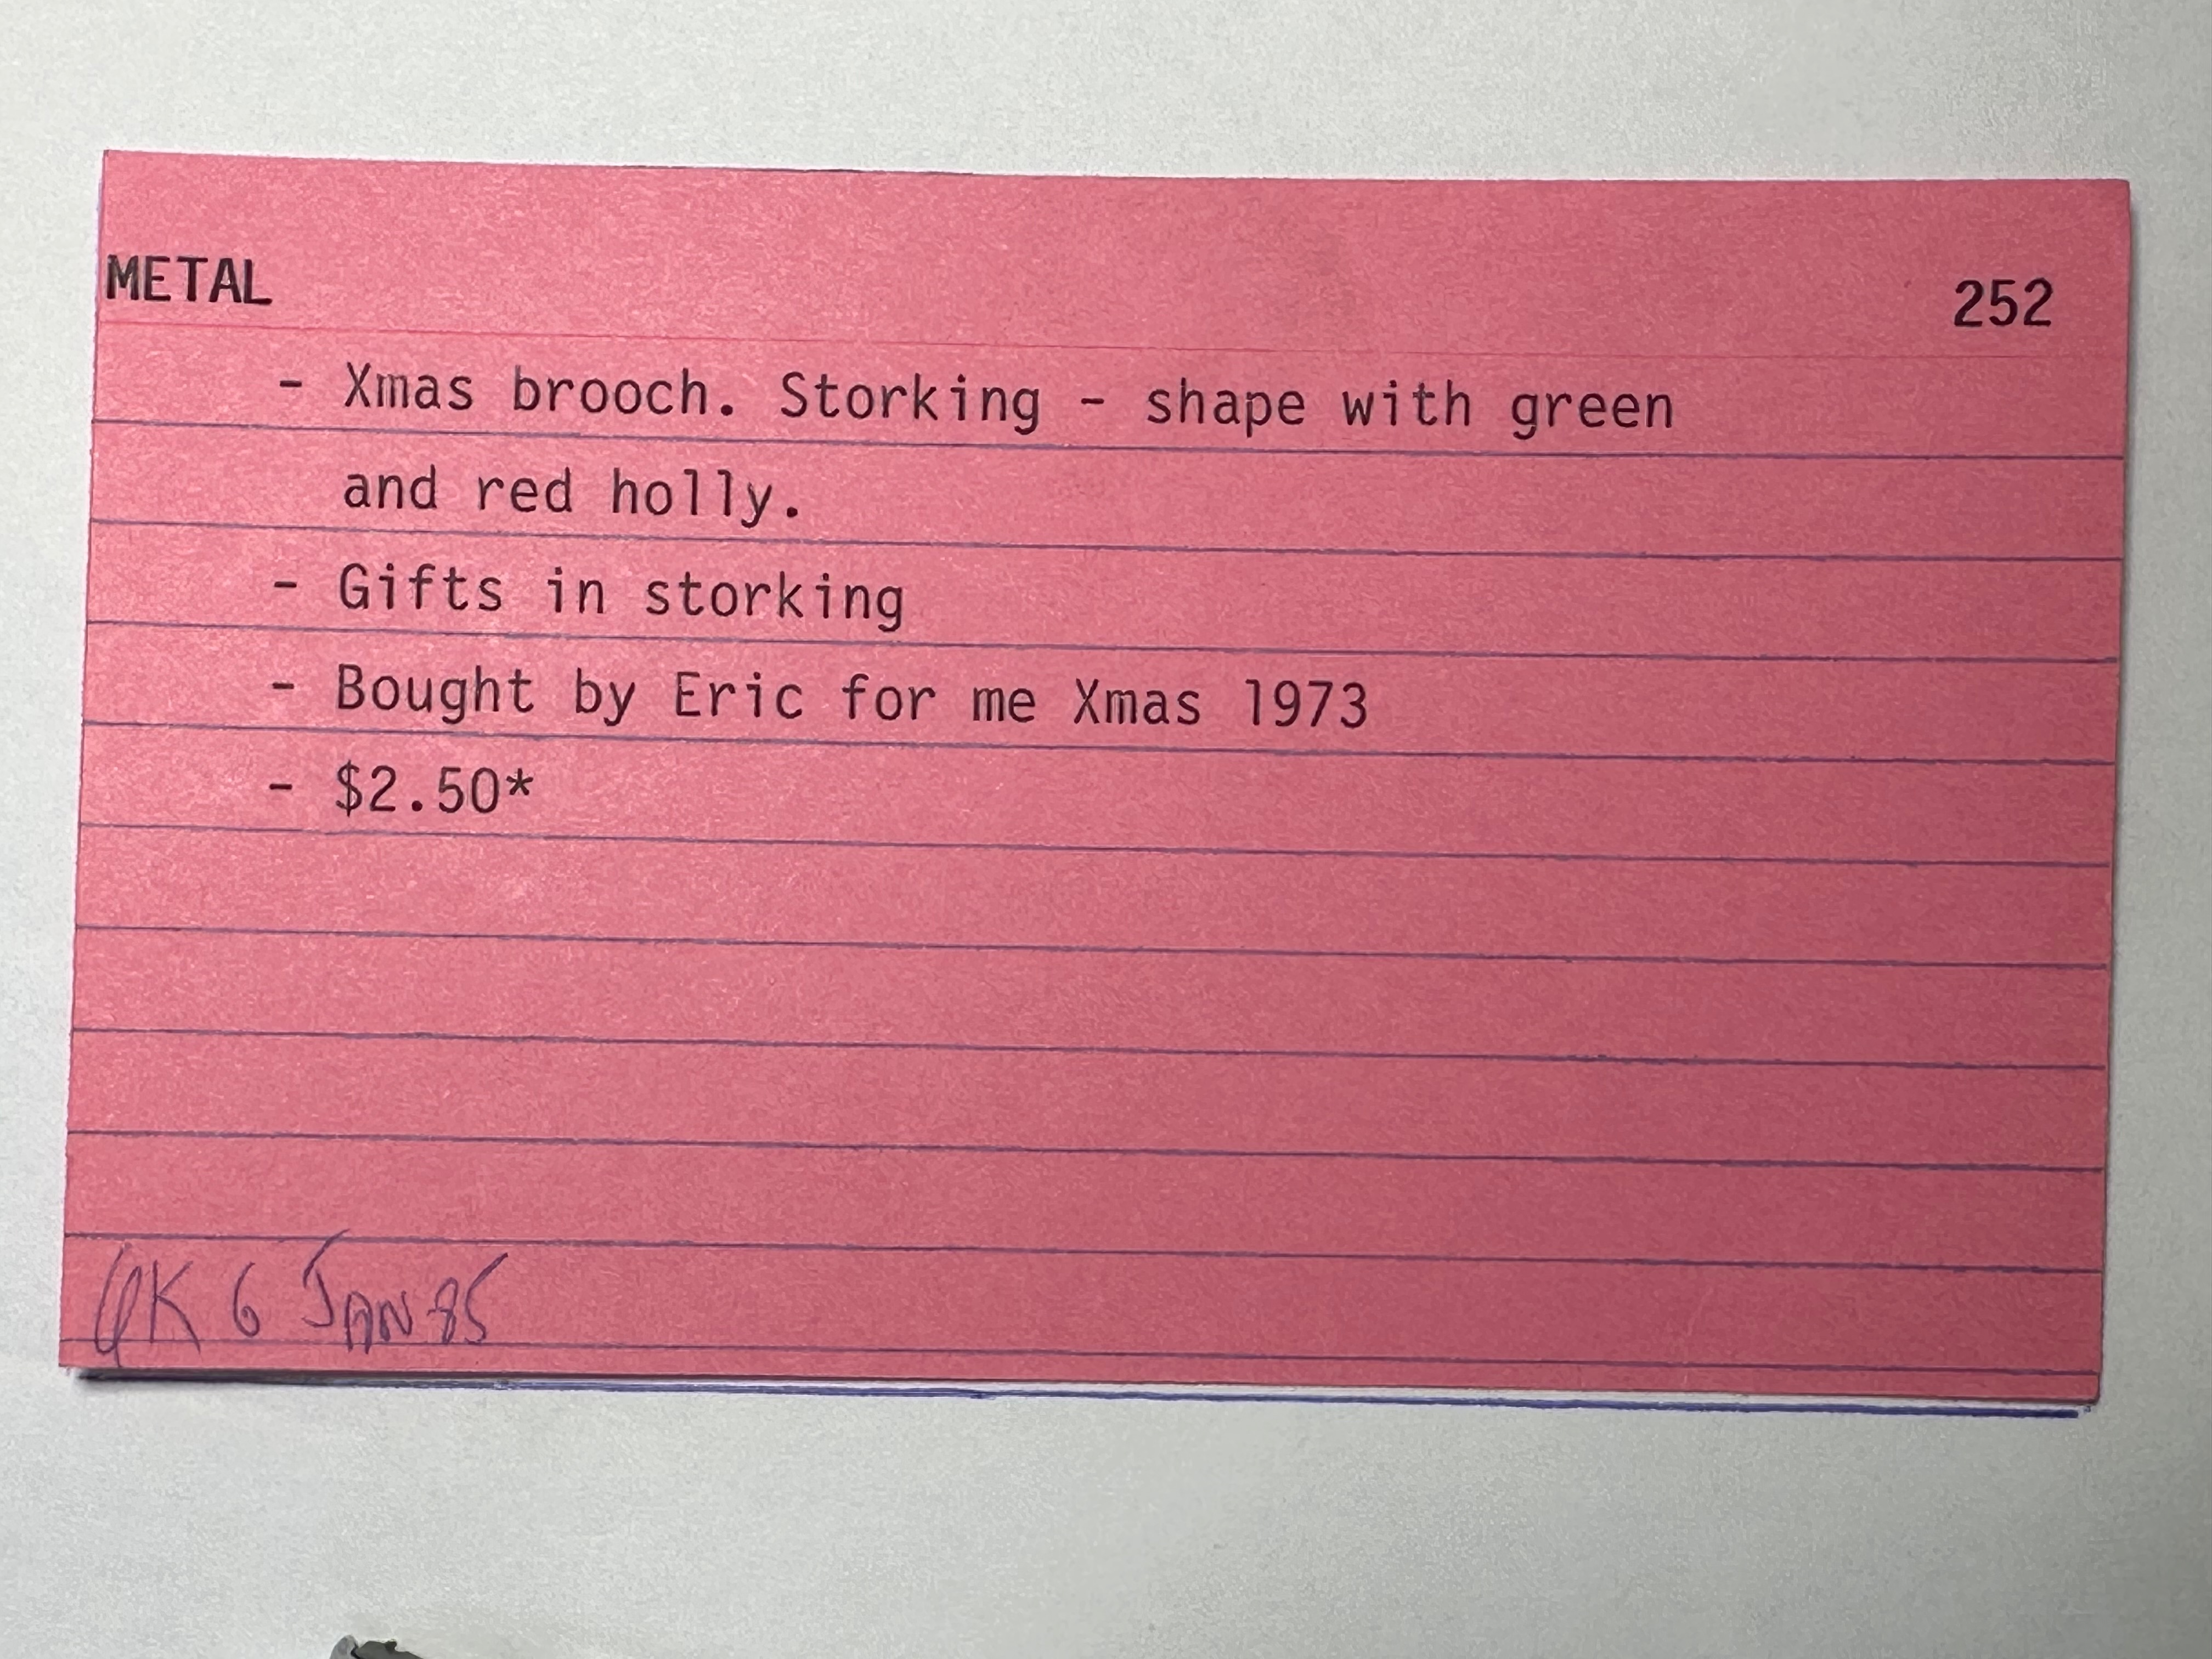 METAL 252
- Xmas brooch. Storking - shape with green
and red holly.
- Gifts in storking
- Bought by Eric for me Xmas 1973
- $2.50*
OK 6 JAN 85